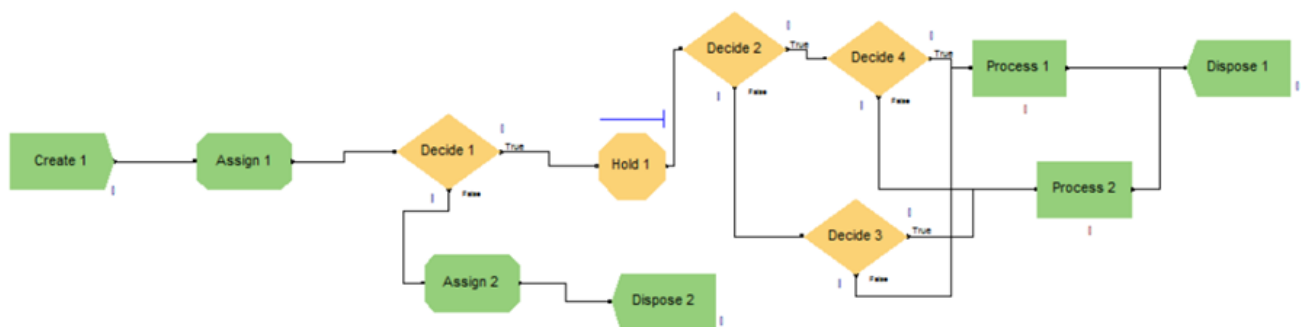 Create 1
Assign 1
Decide 1
True
False
Assign 2
Dispose 2
Hold 1
Decide 2
True
False
Decide 4
True
False
Decide 3
True
False
Process 1
Process 2
Dispose 1